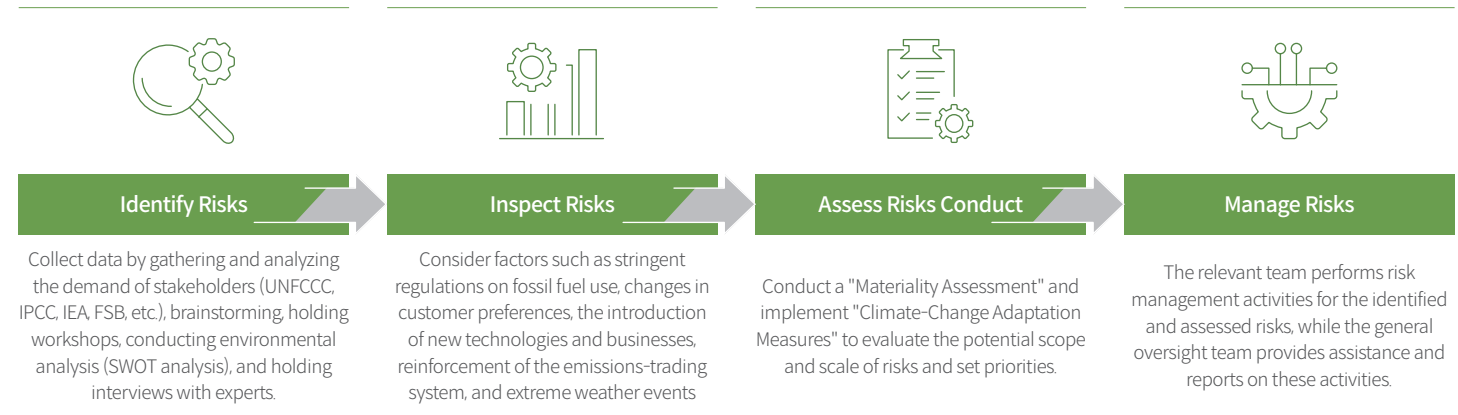 Identify Risks
Collect data by gathering and analyzing
the demand of stakeholders (UNFCCC,
IPCC, IEA, FSB, etc.), brainstorming, holding
workshops, conducting environmental
analysis (SWOT analysis), and holding
interviews with experts.
Inspect Risks
Consider factors such as stringent
regulations on fossil fuel use, changes in
customer preferences, the introduction
of new technologies and businesses,
reinforcement of the emissions-trading
system, and extreme weather events
Assess Risks Conduct
Conduct a "Materiality Assessment" and
implement "Climate-Change Adaptation
Measures" to evaluate the potential scope
and scale of risks and set priorities.
Manage Risks
The relevant team performs risk
management activities for the identified
and assessed risks, while the general
oversight team provides assistance and
reports on these activities.